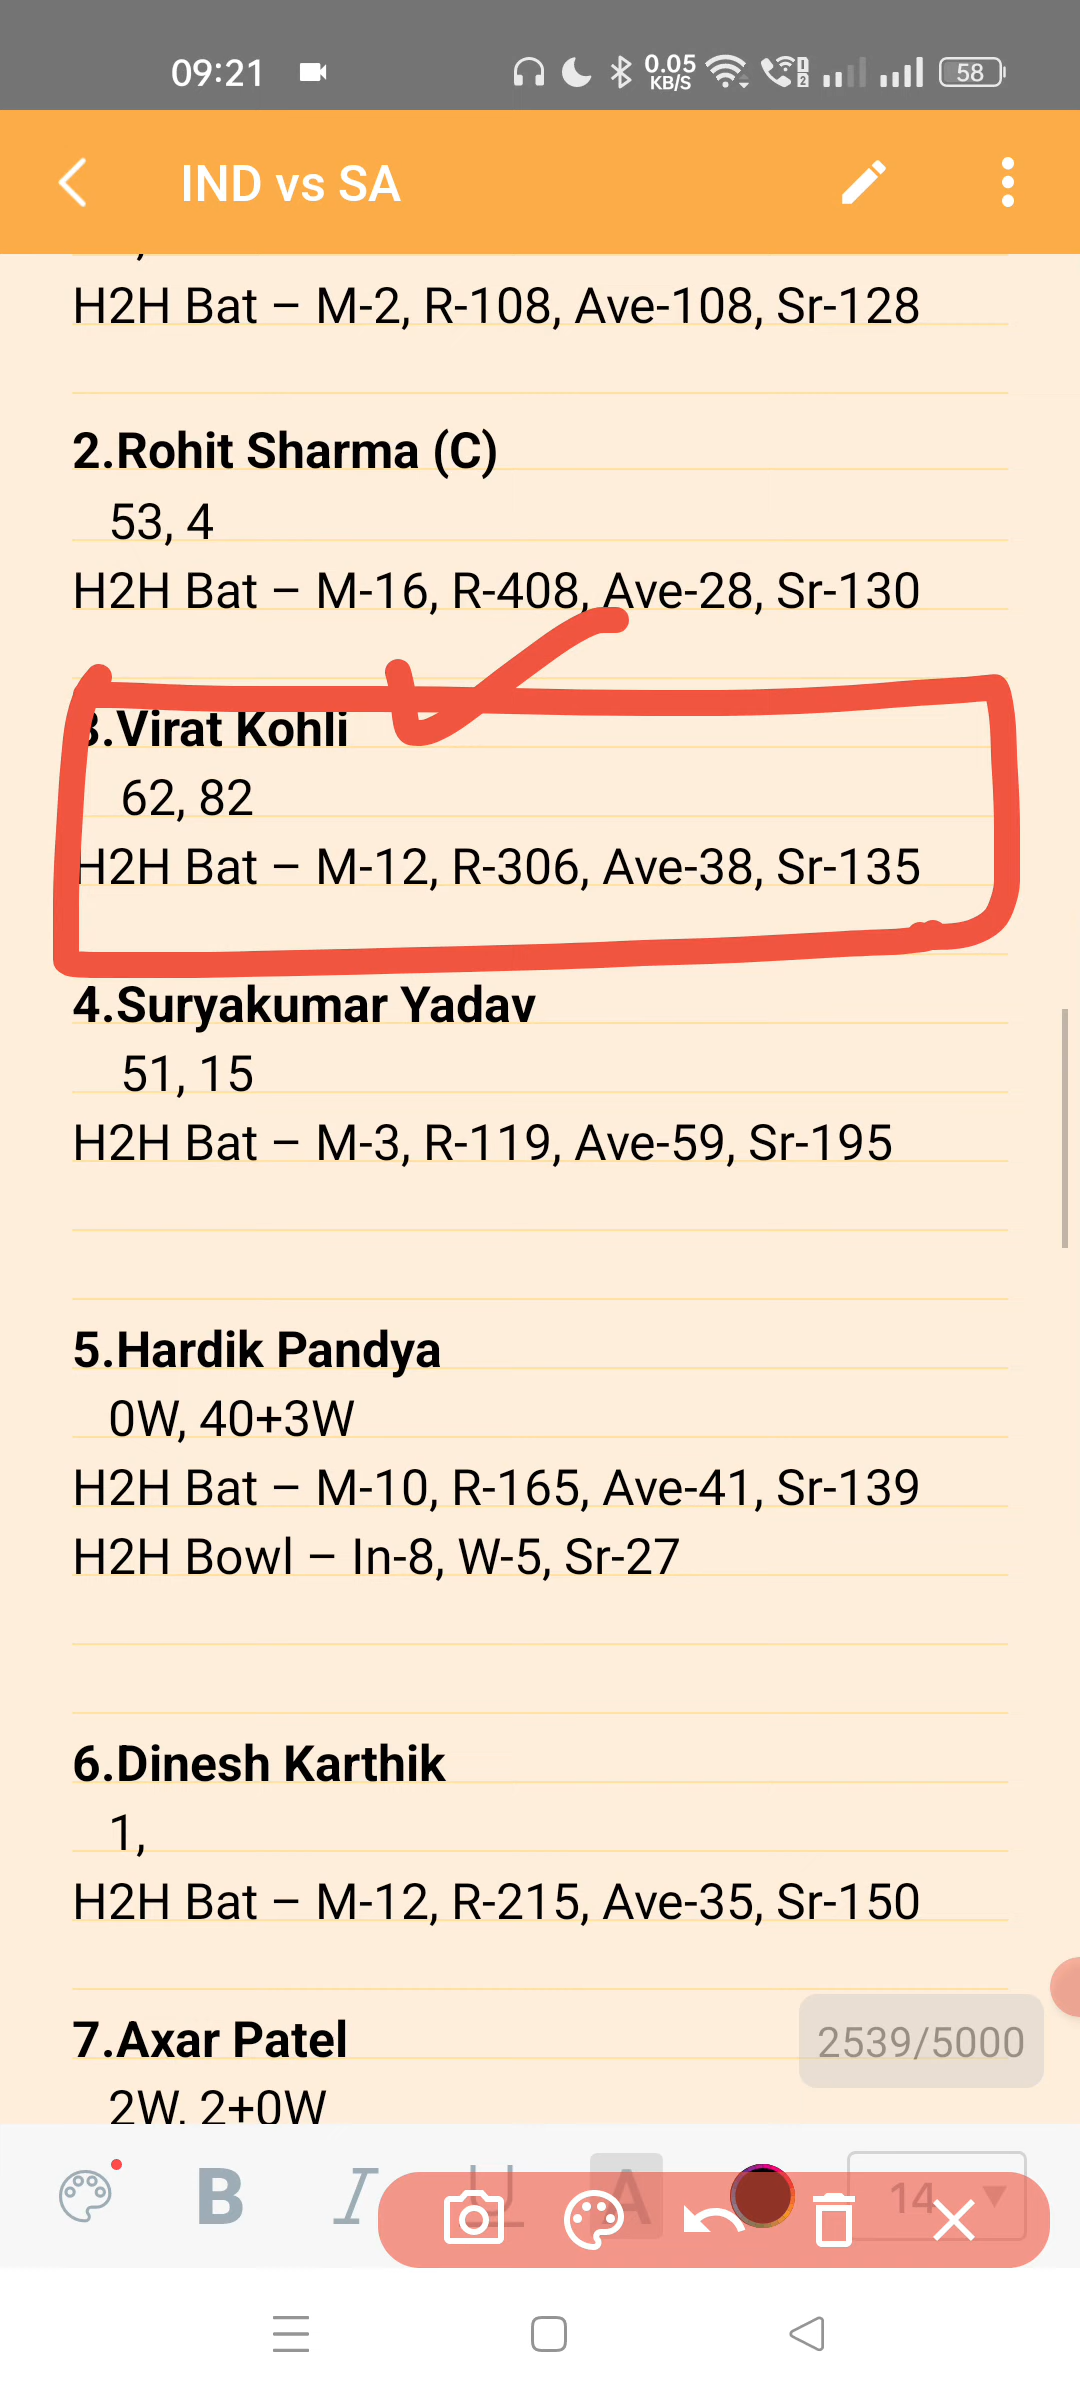 09:21
0.05
KB/S
58
IND vs SA
H2H Bat – M-2, R-108, Ave-108, Sr-128
2.Rohit Sharma (C)
53, 4
H2H Bat – M-16, R-408, Ave-28, Sr-130
3.Virat Kohli
62, 82
H2H Bat – M-12, R-306, Ave-38, Sr-135
4.Suryakumar Yadav
51, 15
H2H Bat – M-3, R-119, Ave-59, Sr-195
5.Hardik Pandya
0W, 40+3W
H2H Bat – M-10, R-165, Ave-41, Sr-139
H2H Bowl – In-8, W-5, Sr-27
6.Dinesh Karthik
1,
H2H Bat – M-12, R-215, Ave-35, Sr-150
7.Axar Patel
2539/5000
2W, 2+0W
B I U A 14